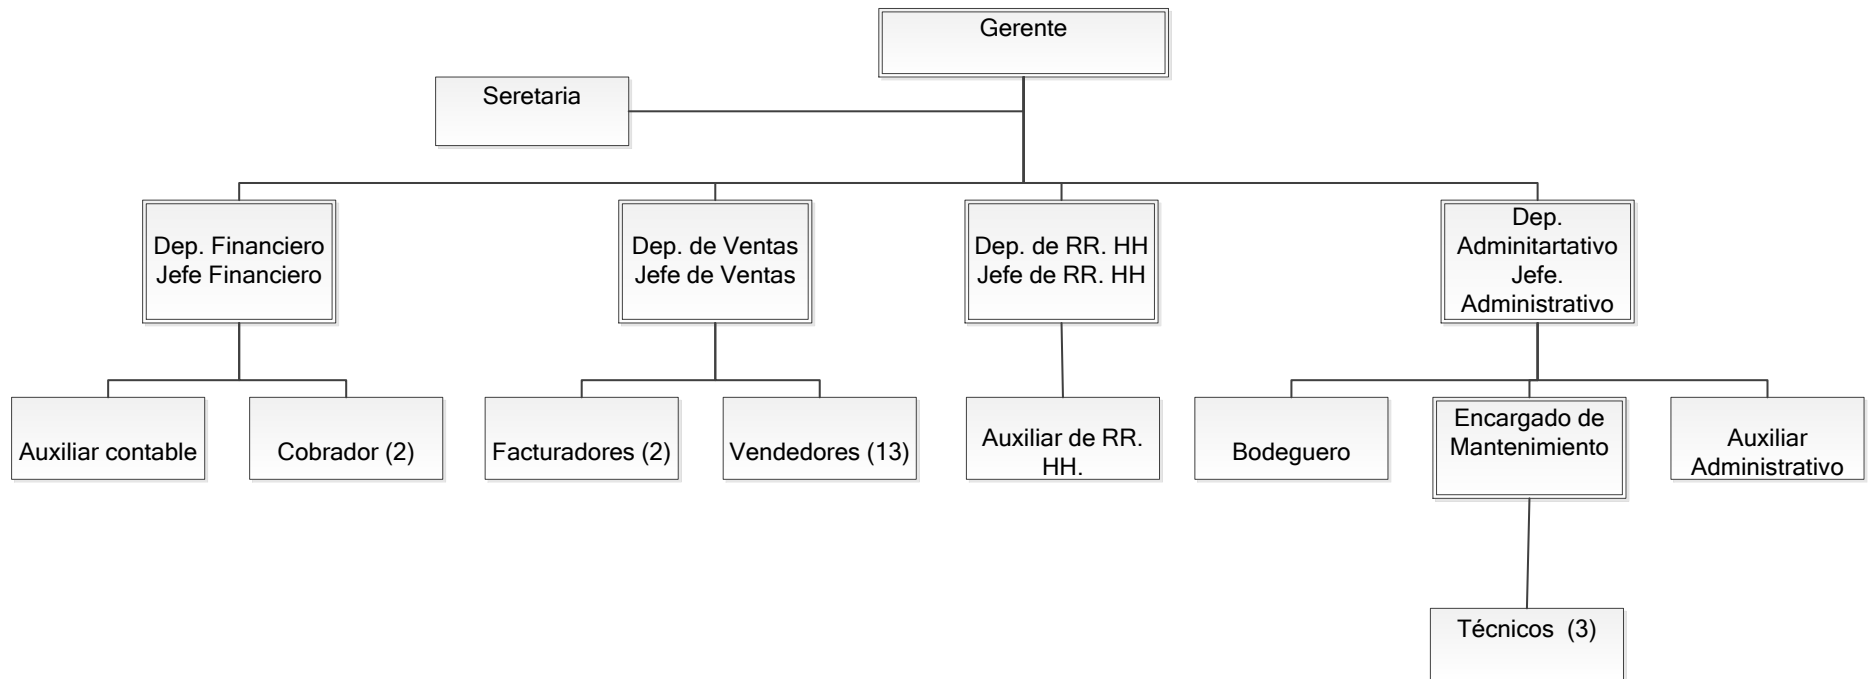 Gerente
Seretaria
Dep. Financiero
Jefe Financiero
Dep. de Ventas
Jefe de Ventas
Dep. de RR. HH
Jefe de RR. HH
Dep.
Adminitartativo
Jefe.
Administrativo
Auxiliar contable
Cobrador (2)
Facturadores (2)
Vendedores (13)
Auxiliar de RR.
HH.
Bodeguero
Encargado de
Mantenimiento
Auxiliar
Administrativo
Técnicos (3)